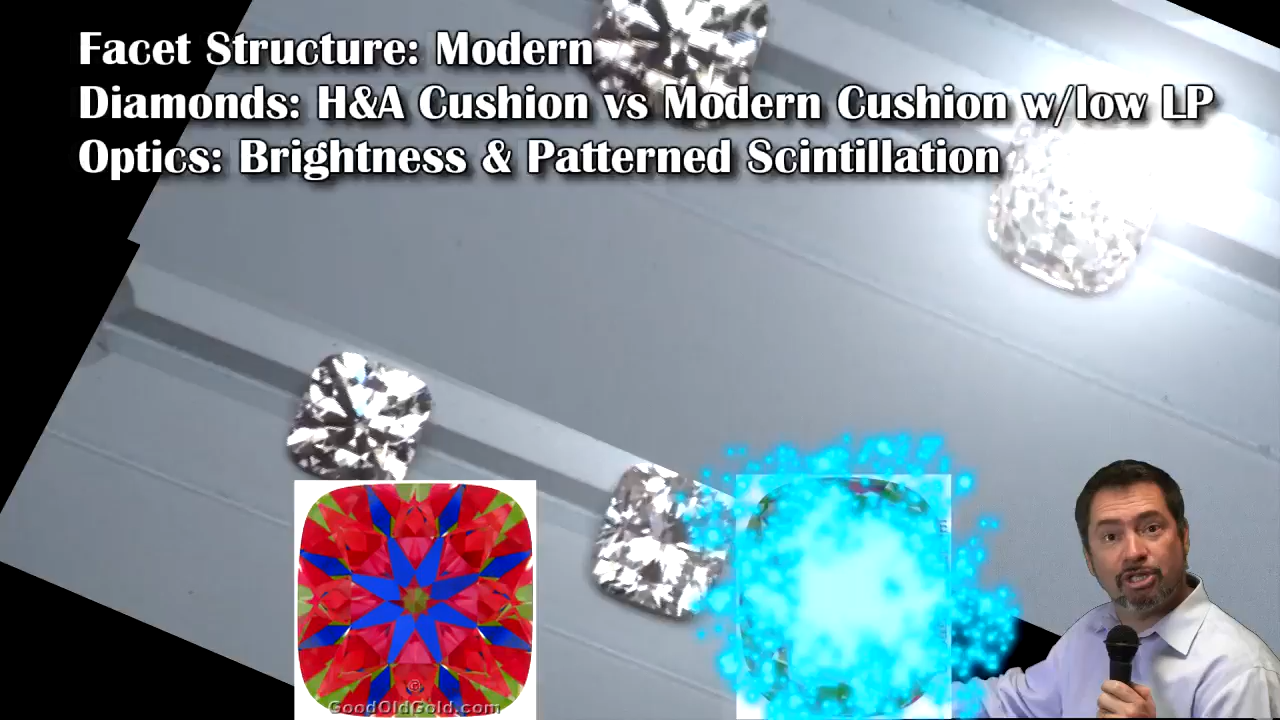 Facet Structure: Modern
Diamonds: H&A Cushion vs Modern Cushion w/low LP
Optics: Brightness & Patterned Scintillation
GoodOldGold.com